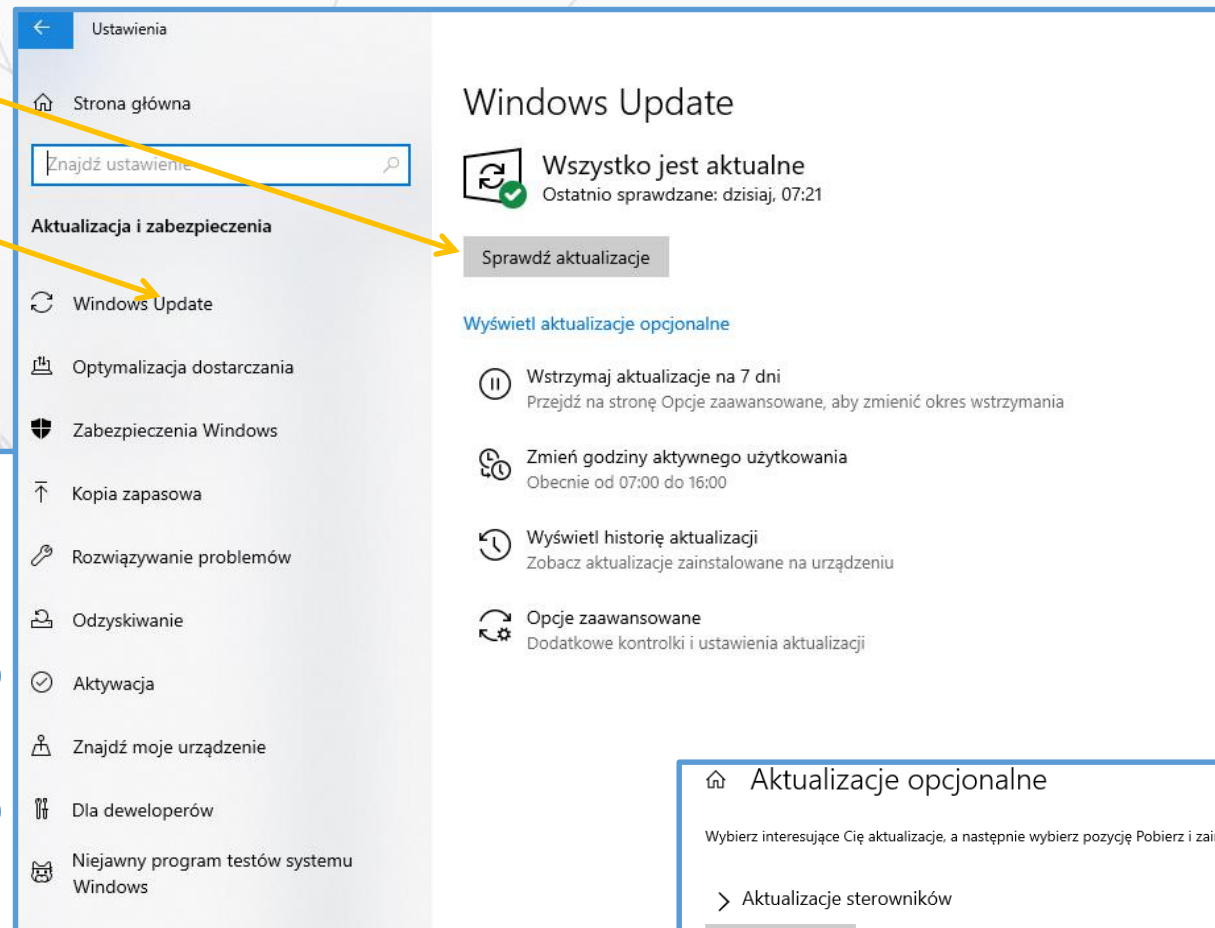 Ustawienia
Strona główna
Znajdź ustawienie
Aktualizacja i zabezpieczenia
Windows Update
Optymalizacja dostarczania
Zabezpieczenia Windows
Kopia zapasowa
Rozwiązywanie problemów
Odzyskiwanie
Aktywacja
Znajdź moje urządzenie
Dla deweloperów
Niejawny program testów systemu
Windows
Windows Update
Wszystko jest aktualne
Ostatnio sprawdzane: dzisiaj, 07:21
Sprawdź aktualizacje
Wyświetl aktualizacje opcjonalne
Wstrzymaj aktualizacje na 7 dni
Przejdź na stronę Opcje zaawansowane, aby zmienić okres wstrzymania
Zmień godziny aktywnego użytkowania
Obecnie od 07:00 do 16:00
Wyświetl historię aktualizacji
Zobacz aktualizacje zainstalowane na urządzeniu
Opcje zaawansowane
Dodatkowe kontrolki i ustawienia aktualizacji
Aktualizacje opcjonalne
Wybierz interesujące Cię aktualizacje, a następnie wybierz pozycję Pobierz i
Aktualizacje sterowników